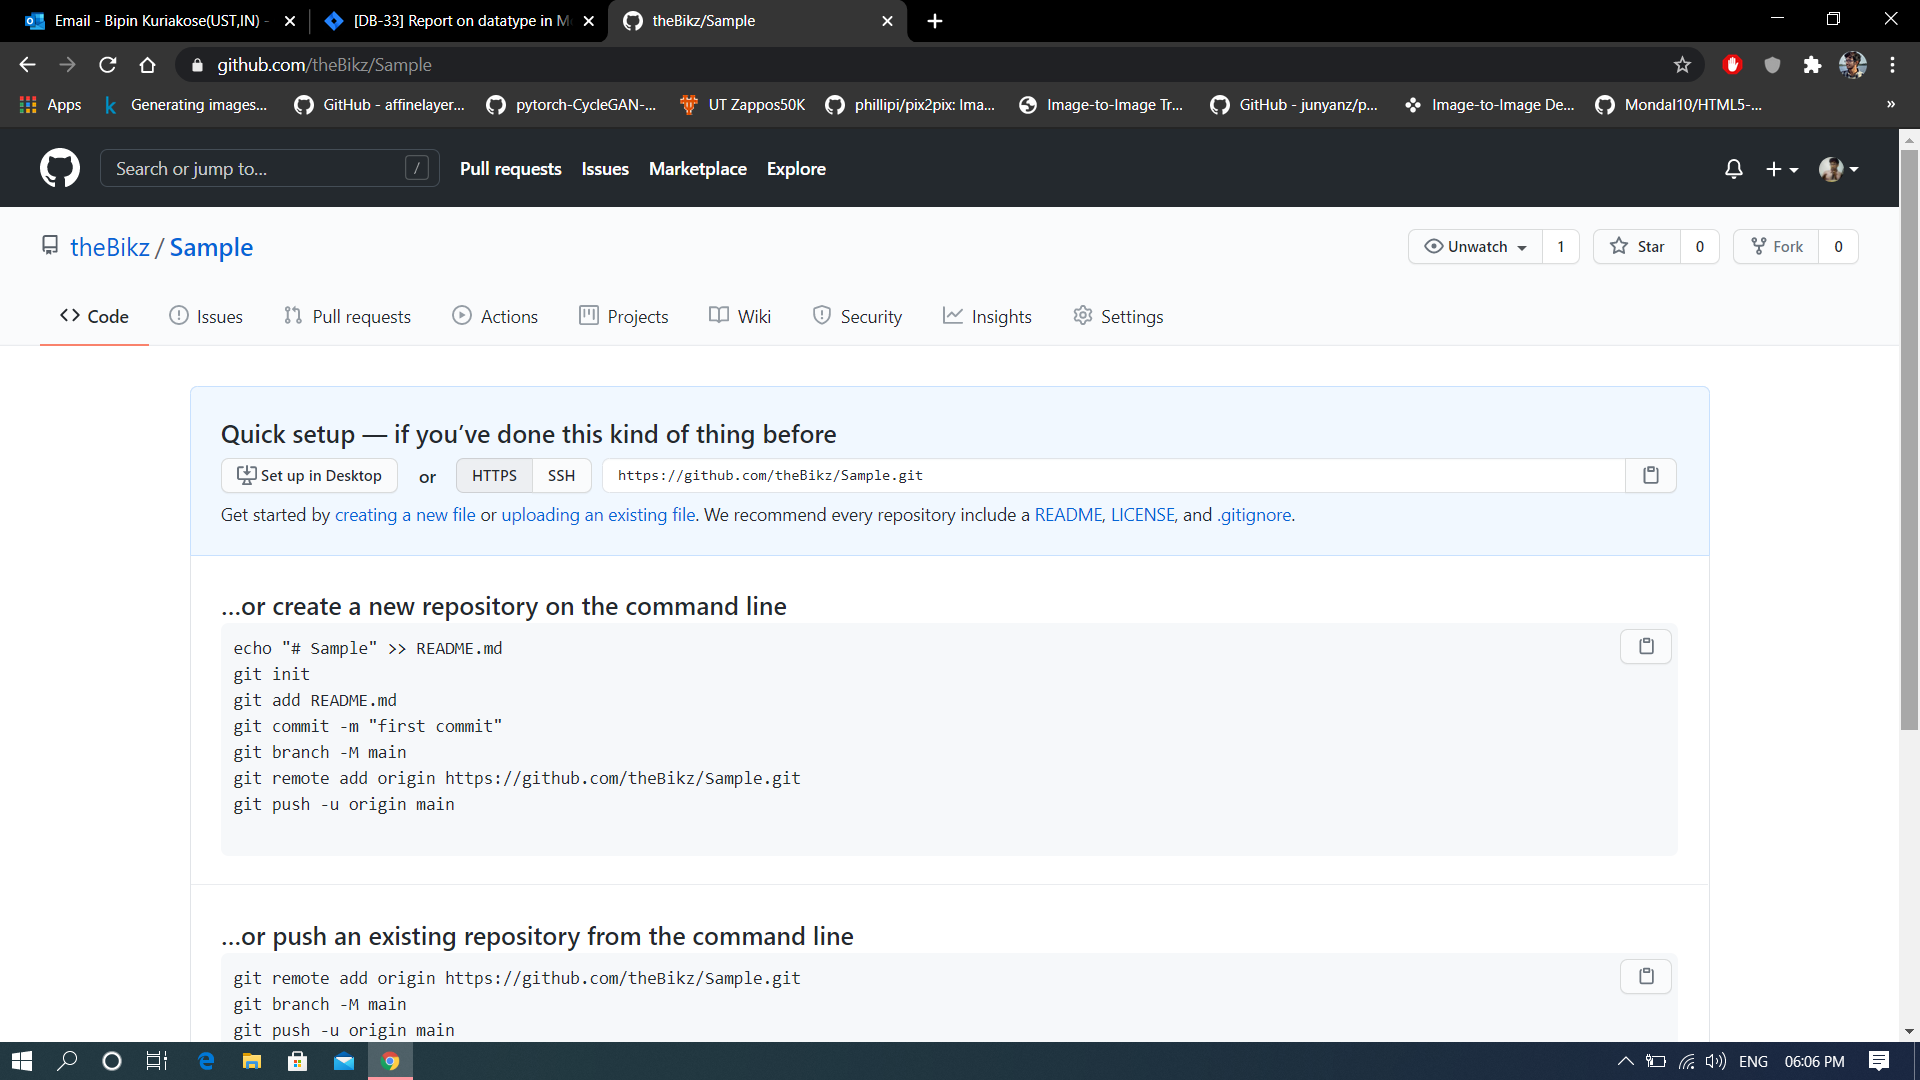 Email - Bipin Kuriakose(UST,IN) -
[DB-33] Report on datatype in M
theBikz/Sample
github.com/theBikz/Sample
Apps
Generating images...
GitHub - affinelayer...
pytorch-CycleGAN-...
UT Zappos50K
phillipi/pix2pix: Ima...
Image-to-Image Tr...
GitHub - junyanz/p...
Image-to-Image De...
Mondal10/HTML5-...
»
Search or jump to...
/
Pull requests
Issues
Marketplace
Explore
theBikz / Sample
Unwatch
1
Star
0
Fork
0
Code
Issues
Pull requests
Actions
Projects
Wiki
Security
Insights
Settings
Quick setup — if you’ve done this kind of thing before
Set up in Desktop
or
HTTPS
SSH
https://github.com/theBikz/Sample.git
Get started by creating a new file or uploading an existing file. We recommend every repository include a README, LICENSE, and .gitignore.
…or create a new repository on the command line
echo "# Sample" >> README.md
git init
git add README.md
git commit -m "first commit"
git branch -M main
git remote add origin https://github.com/theBikz/Sample.git
git push -u origin main
…or push an existing repository from the command line
git remote add origin https://github.com/theBikz/Sample.git
git branch -M main
git push -u origin main
ENG
06:06 PM